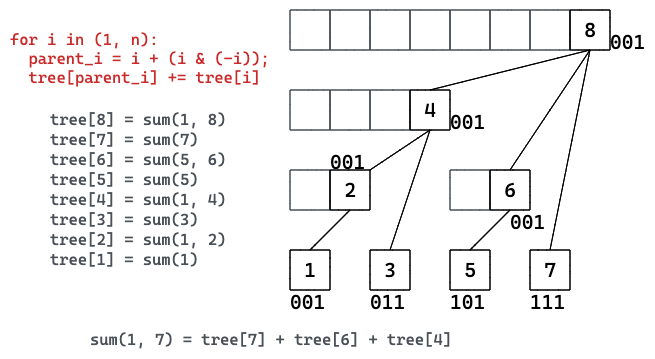 for i in (1, n):
parent_i = i + (i & (-i));
tree[parent_i] += tree[i]
tree[8] = sum(1, 8)
tree[7] = sum(7)
tree[6] = sum(5, 6)
tree[5] = sum(5)
tree[4] = sum(1, 4)
tree[3] = sum(3)
tree[2] = sum(1, 2)
tree[1] = sum(1)
8
001
4
001
001
2
6
001
1
3
5
7
001
011
101
111
sum(1, 7) = tree[7] + tree[6] + tree[4]